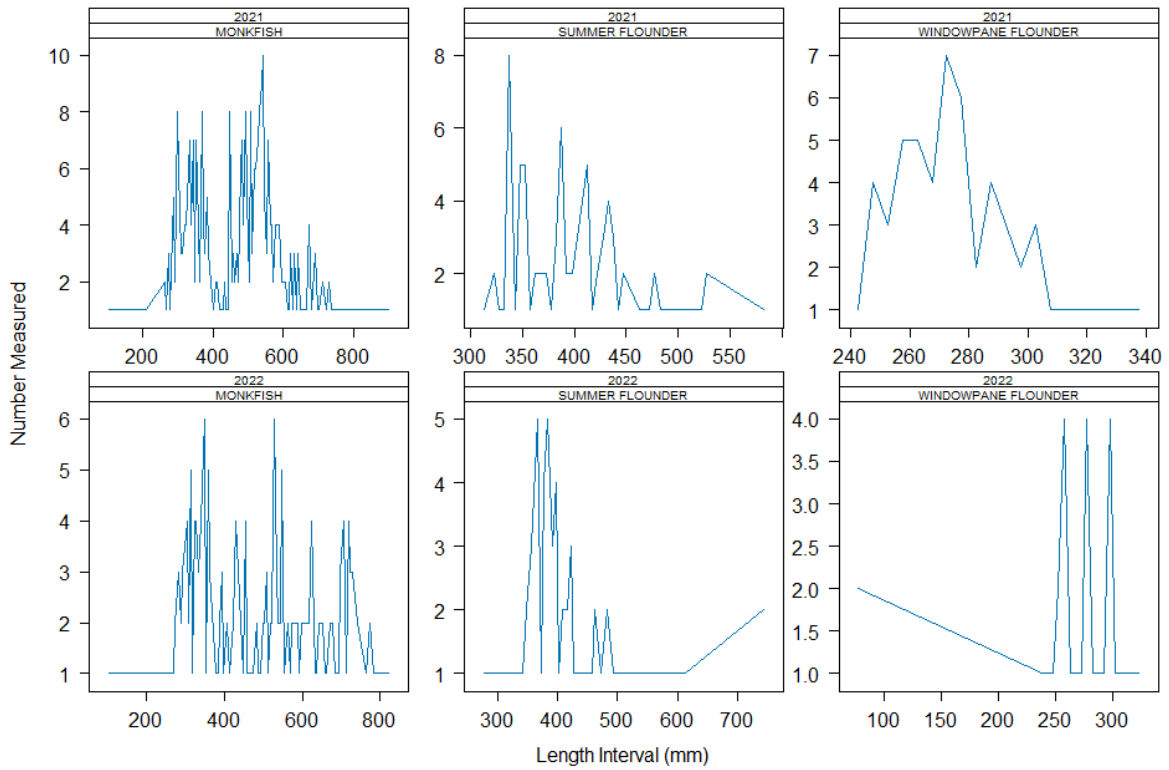 2021
MONKFISH
2021
SUMMER FLOUNDER
2021
WINDOWPANE FLOUNDER
10
8
6
4
2
200 400 600 800
8
6
4
2
300 350 400 450 500 550
7
6
5
4
3
2
1
240 260 280 300 320 340
2022
MONKFISH
2022
SUMMER FLOUNDER
2022
WINDOWPANE FLOUNDER
6
5
4
3
2
1
200 400 600 800
5
4
3
2
1
300 400 500 600 700
4.0
3.5
3.0
2.5
2.0
1.5
1.0
100 150 200 250 300
Number Measured
Length Interval (mm)